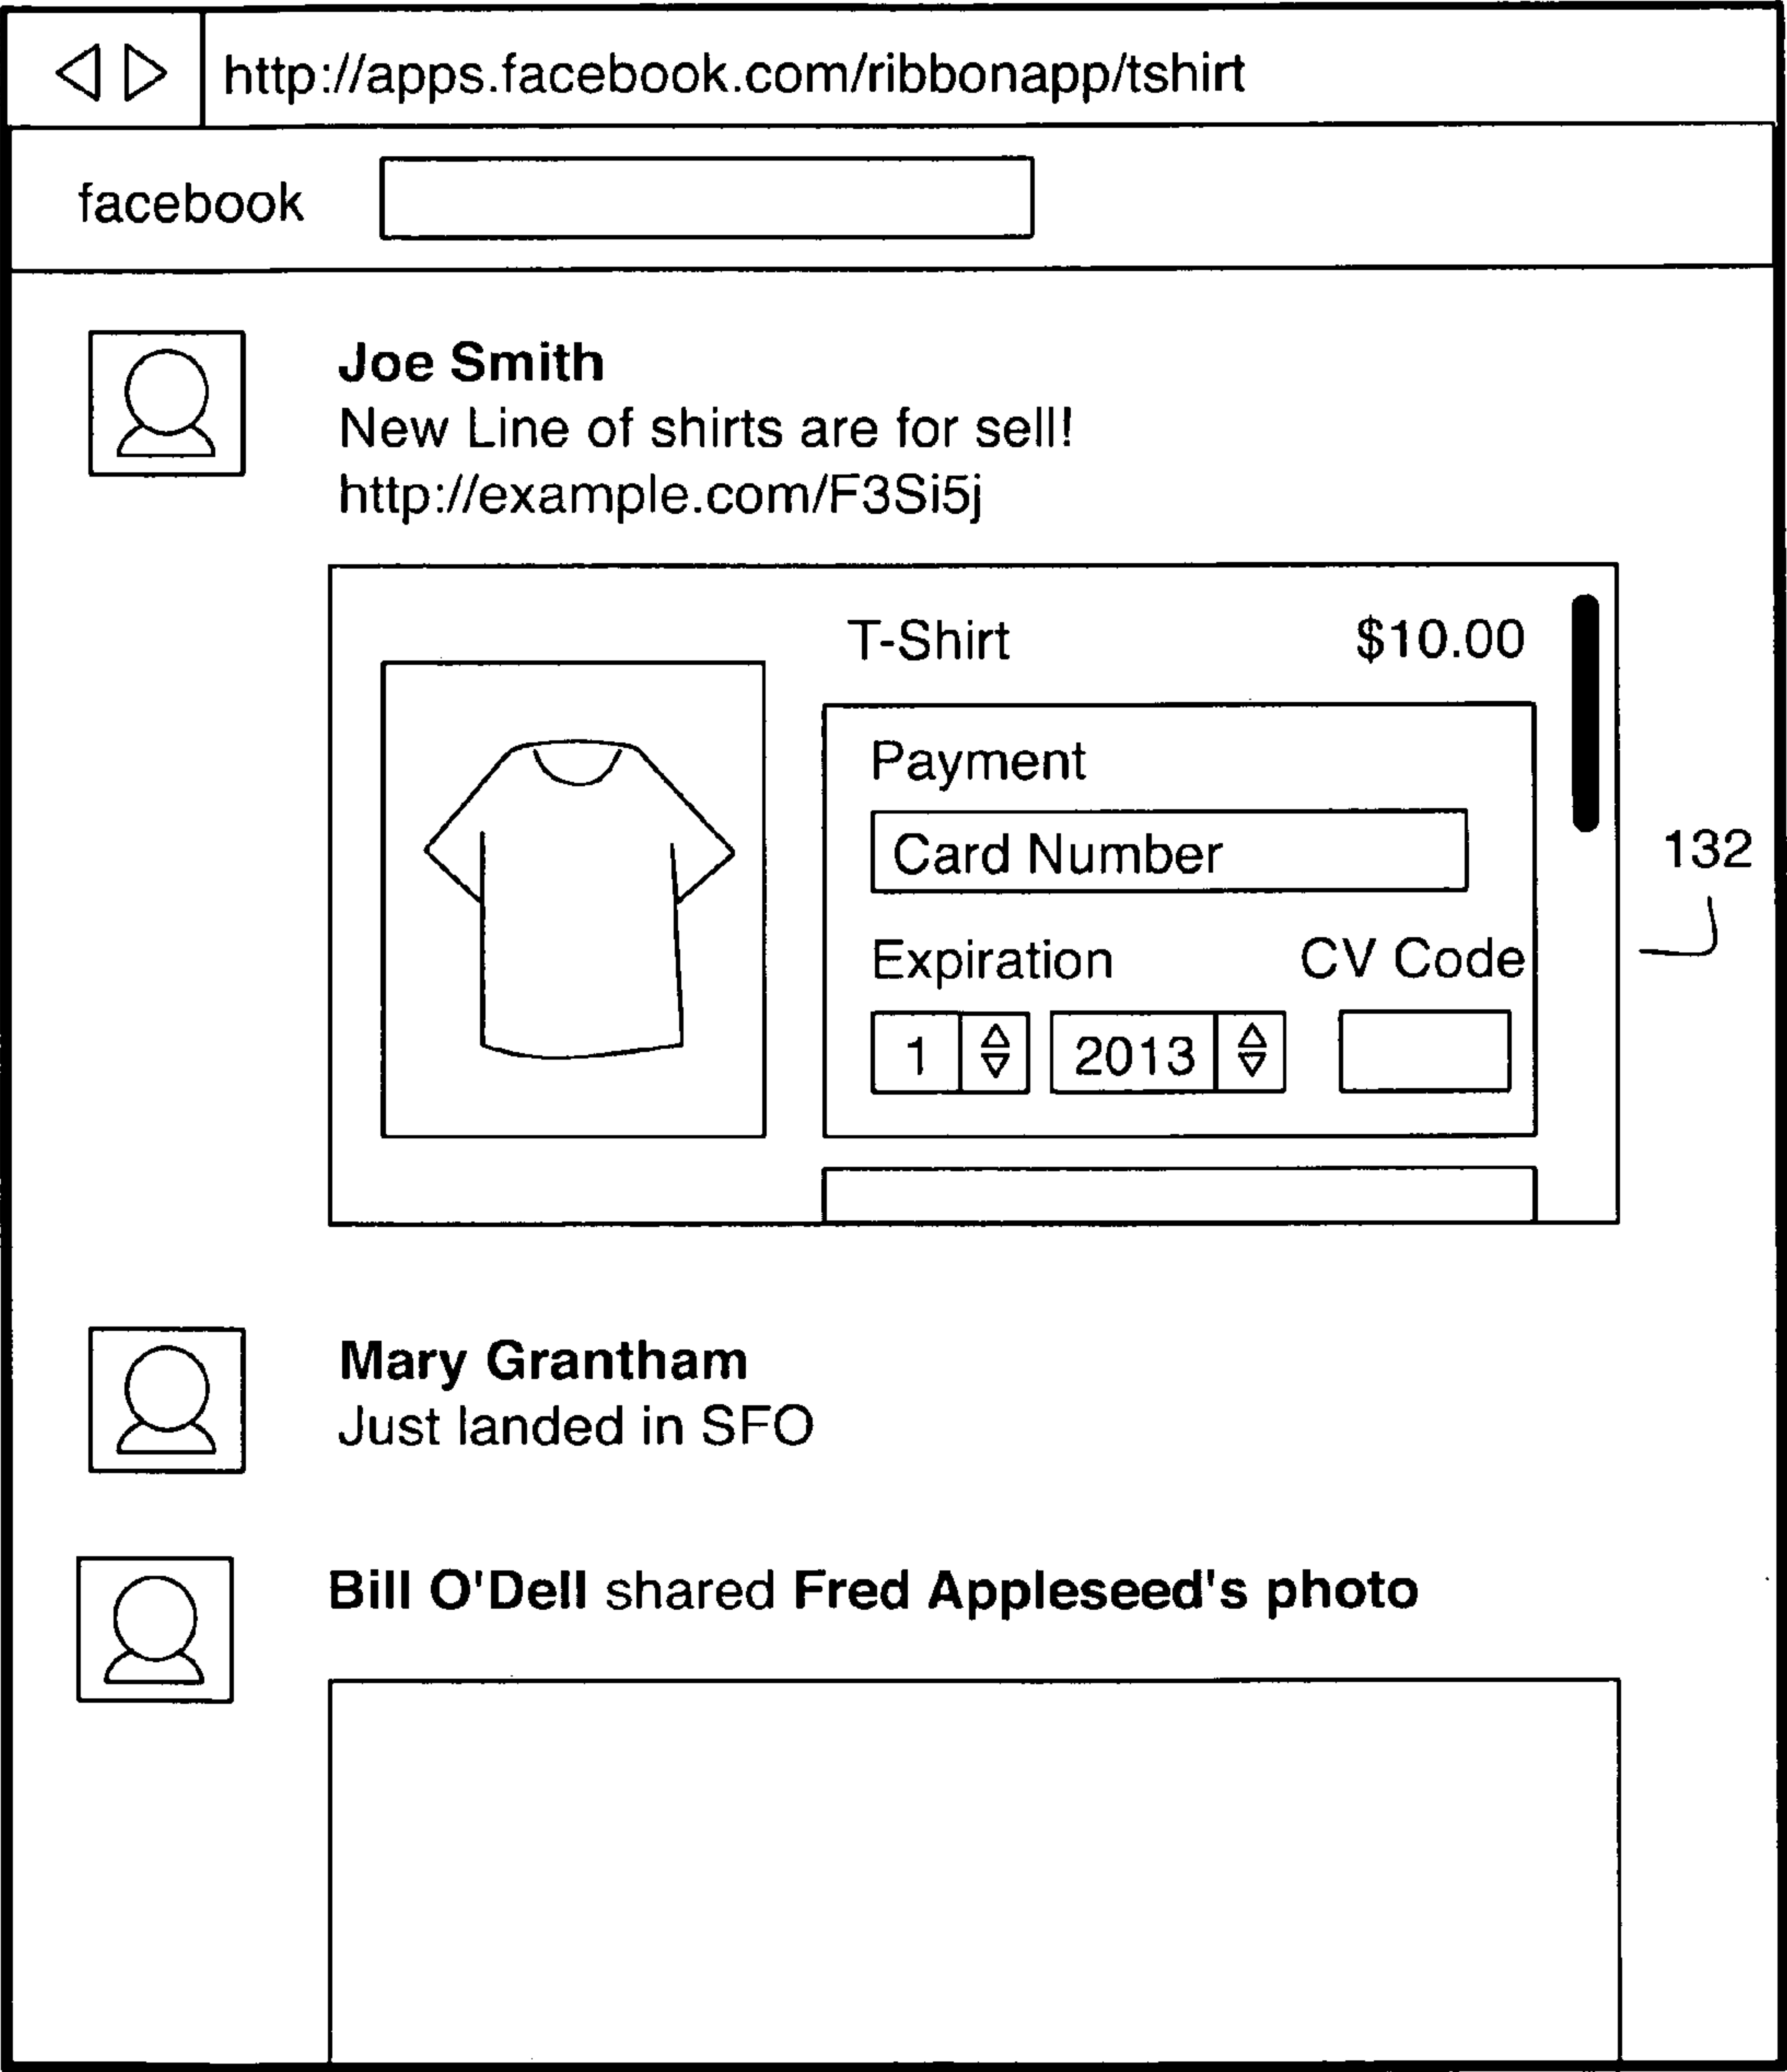 http://apps.facebook.com/ribbonapp/tshirt
facebook
Joe Smith
New Line of shirts are for sell!
http://example.com/F3Si5j
T-Shirt $10.00
Payment
Card Number
132
Expiration CV Code
1 2013
Mary Grantham
Just landed in SFO
Bill O'Dell shared Fred Appleseed's photo